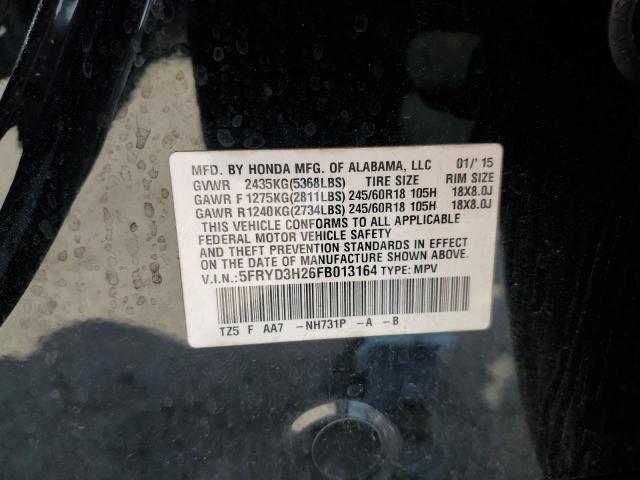 MFD. BY HONDA MFG. OF ALABAMA, LLC 01/'15
GVWR 2435KG(5368LBS) TIRE SIZE RIM SIZE
GAWR F 1275KG(2811LBS) 245/60R18 105H 18X8.0J
GAWR R1240KG(2734LBS) 245/60R18 105H 18X8.0J
THIS VEHICLE CONFORMS TO ALL APPLICABLE
FEDERAL MOTOR VEHICLE SAFETY
AND THEFT PREVENTION STANDARDS IN EFFECT
ON THE DATE OF MANUFACTURE SHOWN ABOVE.
V.I.N.: 5FRYD3H26FB013164 TYPE: MPV
TZ5 F AA7 -NH731P -A -B